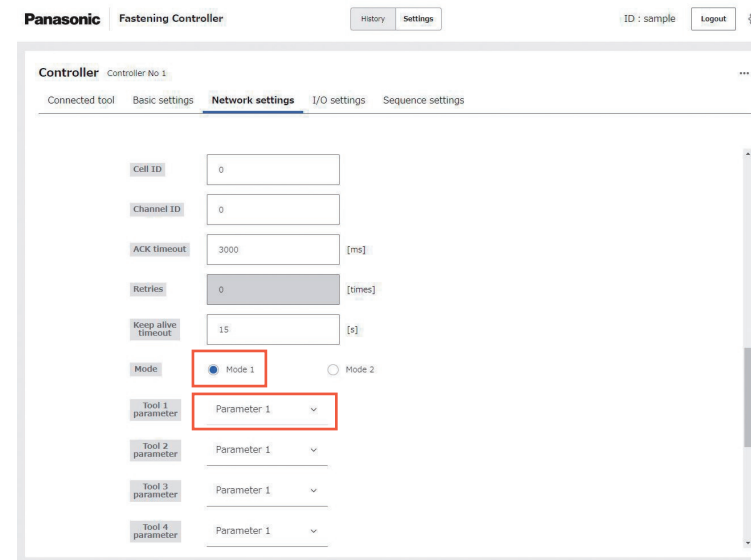 Panasonic Fastening Controller History Settings ID : sample Logout
Controller Controller No 1
Connected tool Basic settings Network settings I/O settings Sequence settings
Cell ID 0
Channel ID 0
ACK timeout 3000 [ms]
Retries 0 [times]
Keep alive
timeout 15 [s]
Mode Mode 1 Mode 2
Tool 1
parameter Parameter 1
Tool 2
parameter Parameter 1
Tool 3
parameter Parameter 1
Tool 4
parameter Parameter 1